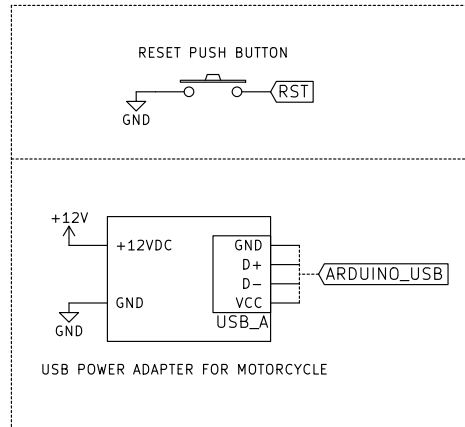 RESET PUSH BUTTON
RST
GND
+12V
+12VDC
GND
GND
D+
D-
VCC
USB_A
GND
ARDUINO_USB
USB POWER ADAPTER FOR MOTORCYCLE